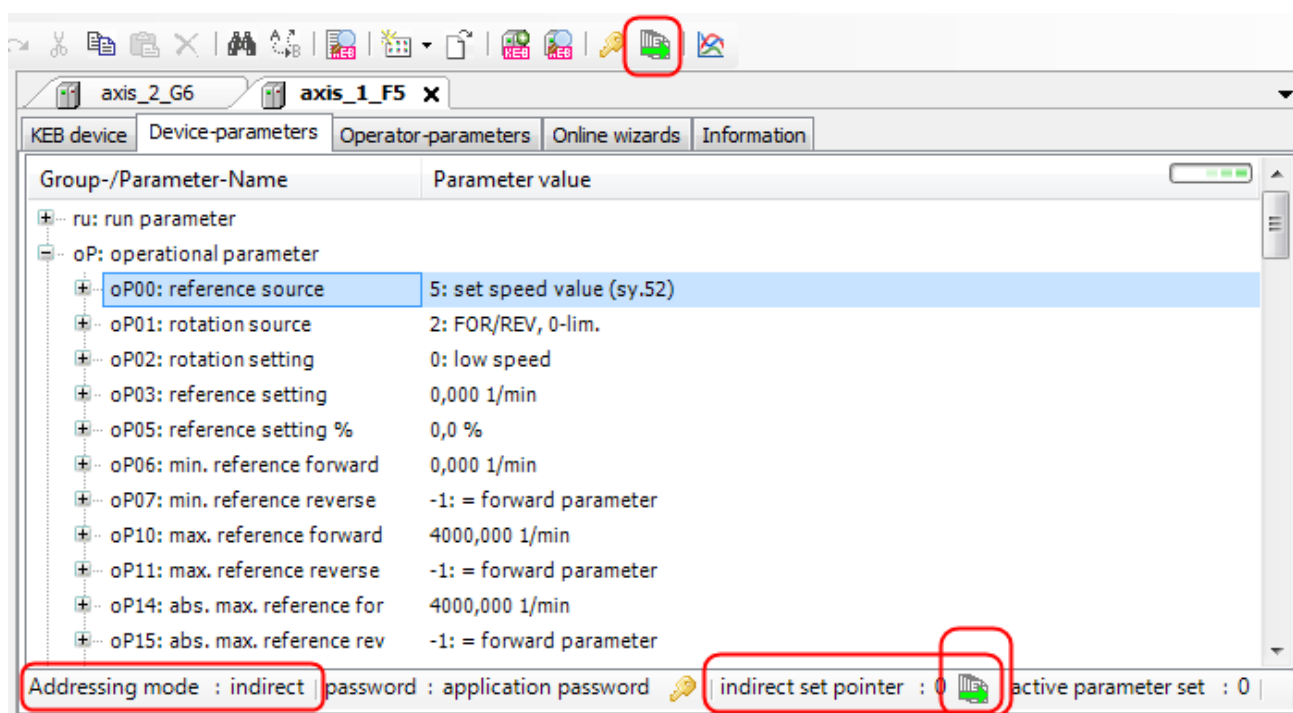 axis_2_G6 axis_1_F5
KEB device Device-parameters Operator-parameters Online wizards Information
Group-/Parameter-Name Parameter value
ru: run parameter
oP: operational parameter
oP00: reference source 5: set speed value (sy.52)
oP01: rotation source 2: FOR/REV, 0-lim.
oP02: rotation setting 0: low speed
oP03: reference setting 0,000 1/min
oP05: reference setting % 0,0 %
oP06: min. reference forward 0,000 1/min
oP07: min. reference reverse -1: = forward parameter
oP10: max. reference forward 4000,000 1/min
oP11: max. reference reverse -1: = forward parameter
oP14: abs. max. reference for 4000,000 1/min
oP15: abs. max. reference rev -1: = forward parameter
Addressing mode : indirect | password : application password | indirect set pointer : 0 active parameter set : 0 |